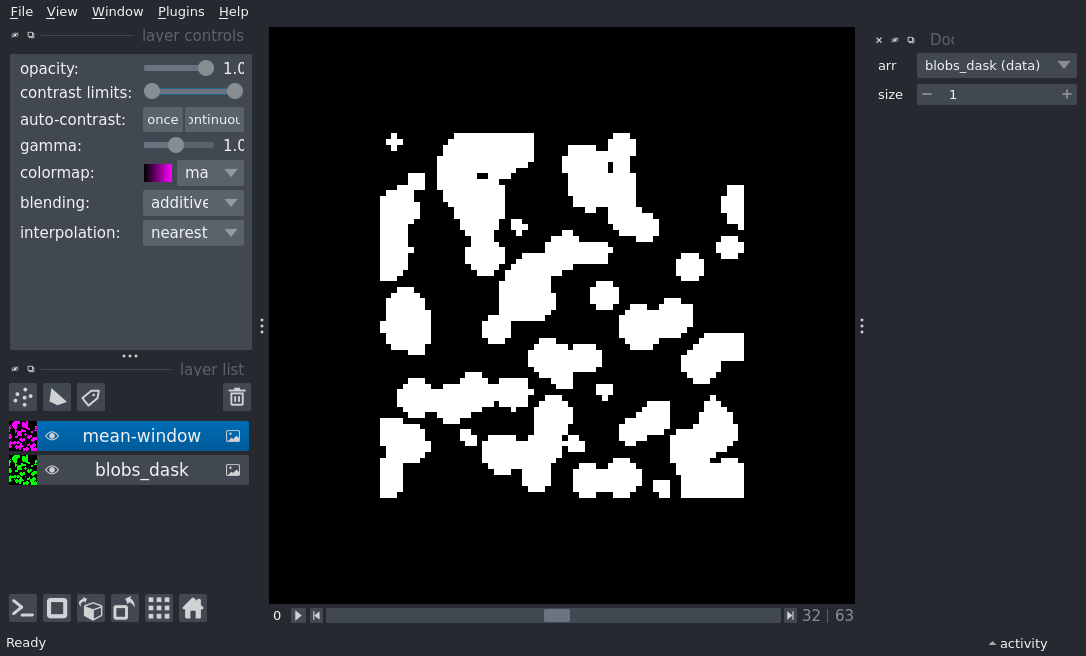 File View Window Plugins Help
layer controls
opacity: 1.0
contrast limits:
auto-contrast: once ontinuou
gamma: 1.0
colormap: ma
blending: additive
interpolation: nearest
layer list
mean-window
blobs_dask
Ready
0 32 | 63
Doc
arr blobs_dask (data)
size 1
activity